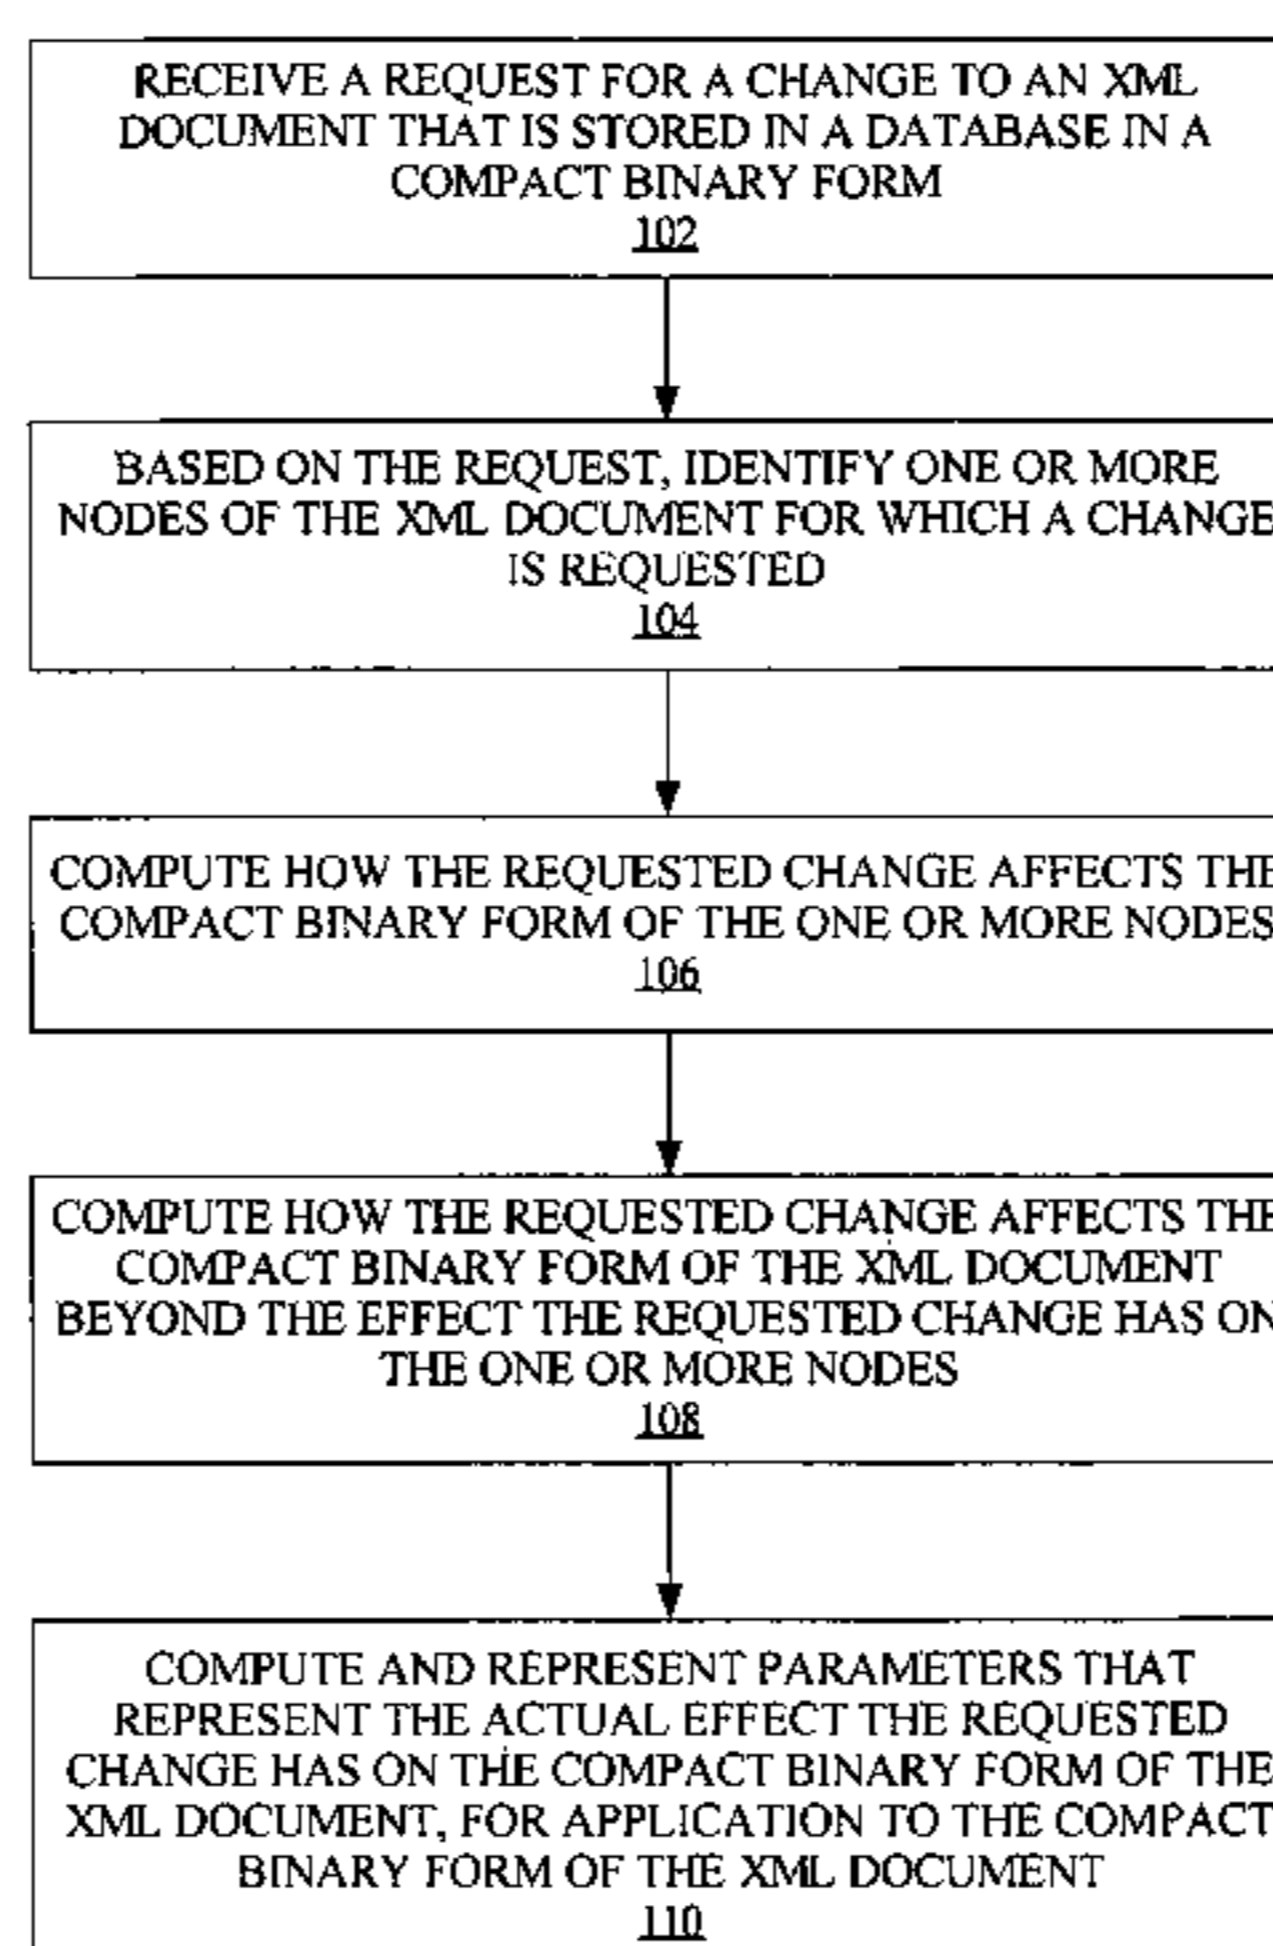 RECEIVE A REQUEST FOR A CHANGE TO AN XML
DOCUMENT THAT IS STORED IN A DATABASE IN A
COMPACT BINARY FORM
102
BASED ON THE REQUEST, IDENTIFY ONE OR MORE
NODES OF THE XML DOCUMENT FOR WHICH A CHANGE
IS REQUESTED
104
COMPUTE HOW THE REQUESTED CHANGE AFFECTS THE
COMPACT BINARY FORM OF THE ONE OR MORE NODES
106
COMPUTE HOW THE REQUESTED CHANGE AFFECTS THE
COMPACT BINARY FORM OF THE XML DOCUMENT
BEYOND THE EFFECT THE REQUESTED CHANGE HAS ON
THE ONE OR MORE NODES
108
COMPUTE AND REPRESENT PARAMETERS THAT
REPRESENT THE ACTUAL EFFECT THE REQUESTED
CHANGE HAS ON THE COMPACT BINARY FORM OF THE
XML DOCUMENT, FOR APPLICATION TO THE COMPACT
BINARY FORM OF THE XML DOCUMENT
110